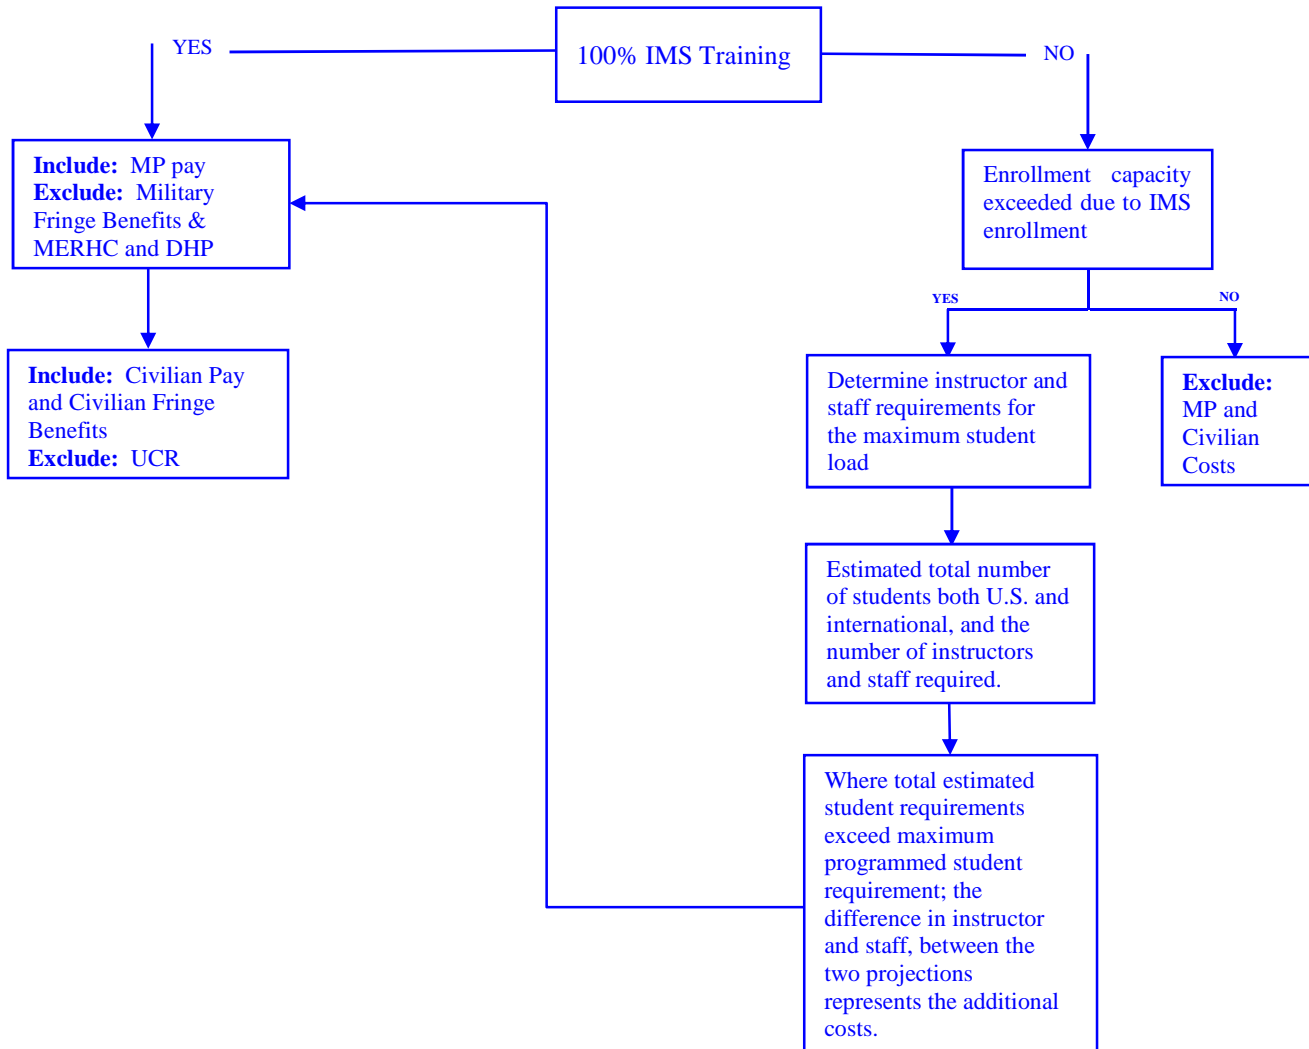 100% IMS Training
YES
NO
Include: MP pay
Exclude: Military
Fringe Benefits &
MERHC and DHP
Enrollment capacity
exceeded due to IMS
enrollment
YES
NO
Include: Civilian Pay
and Civilian Fringe
Benefits
Exclude: UCR
Determine instructor and
staff requirements for
the maximum student
load
Exclude:
MP and
Civilian
Costs
Estimated total number
of students both U.S. and
international, and the
number of instructors
and staff required.
Where total estimated
student requirements
exceed maximum
programmed student
requirement; the
difference in instructor
and staff, between the
two projections
represents the additional
costs.